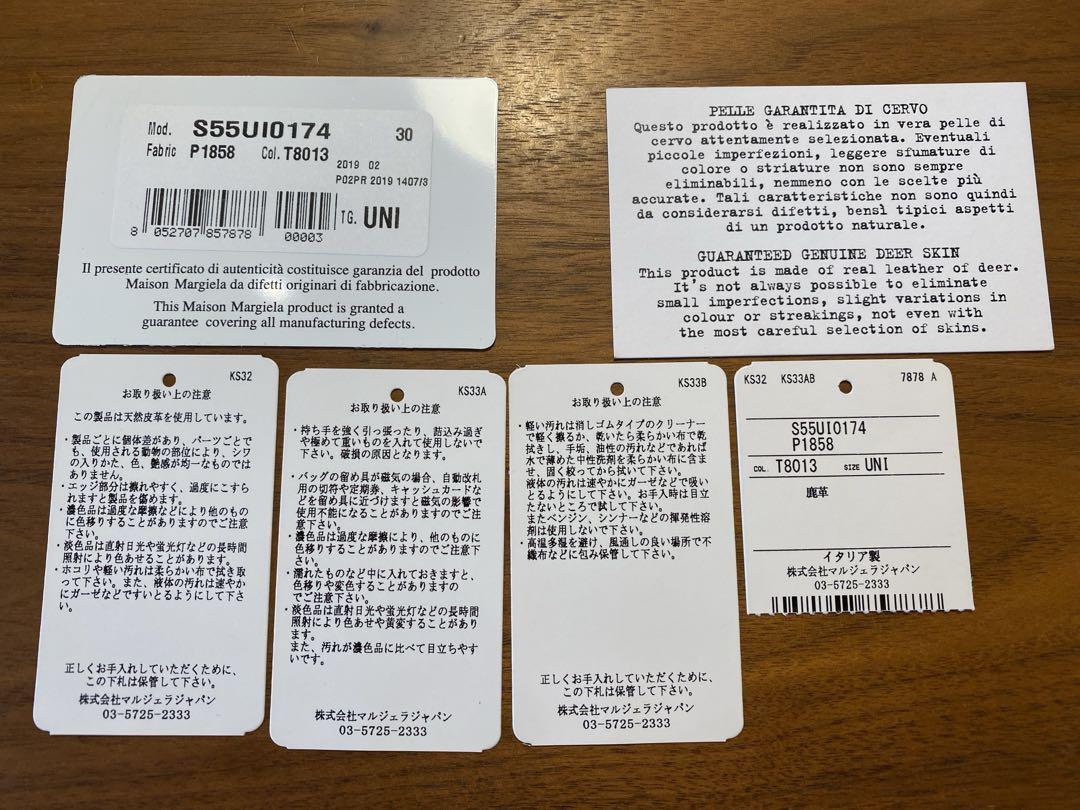 Mod. S55UI0174 30
Fabric P1858 Col. T8013
2019 02
P02PR 2019 1407/3
8 052707 857878 00003
TG. UNI
Il presente certificato di autenticità costituisce garanzia del prodotto
Maison Margiela da difetti originari di fabbricazione.
This Maison Margiela product is granted a
guarantee covering all manufacturing defects.
PELLE GARANTITA DI CERVO
Questo prodotto è realizzato in vera pelle di
cervo attentamente selezionata. Eventuali
piccole imperfezioni, leggere sfumature di
colore o striature non sono sempre
eliminabili, nemmeno con le scelte più
accurate. Tali caratteristiche non sono quindi
da considerarsi difetti, bensì tipici aspetti
di un prodotto naturale.
GUARANTEED GENUINE DEER SKIN
This product is made of real leather of deer.
It's not always possible to eliminate
small imperfections, slight variations in
colour or streakings, not even with
the most careful selection of skins.
KS32
お取り扱い上の注意
この製品は天然皮革を使用しています。
・製品ごとに個体差があり、パーツごとで
も、使用される動物の部位により、シワ
の入りかた、色、艶感が均一なものでは
ありません。
・エッジ部分は擦れやすく、過度にこすら
れますと製品を傷めます。
・濃色品は過度な摩擦などにより他のもの
に色移りすることがありますのでご注意
下さい。
・淡色品は直射日光や蛍光灯などの長時間
照射により色あせることがあります。
・ホコリや軽い汚れは柔らかい布で拭き取
って下さい。また、液体の汚れは速やか
にガーゼなどですいとるようにして下さ
い。
正しくお手入れしていただくために、
この下札は保管して下さい。
株式会社マルジェラジャパン
03-5725-2333
KS33A
お取り扱い上の注意
・持ち手を強く引っ張ったり、詰込み過ぎ
や極めて重いものを入れて使用しないで
下さい。破損の原因となります。
・バッグの留め具が磁気の場合、自動改札
用の切符や定期券、キャッシュカードな
どを留め具に近づけますと磁気の影響で
使用不能になることがありますのでご注
意下さい。
・濃色品は過度な摩擦により、他のものに
色移りすることがありますのでご注意下
さい。
・濡れたものなど中に入れておきますと、
色移りや変色することがありますの
でご注意下さい。
・淡色品は直射日光や蛍光灯などの長時間
照射により色あせや黄変することがあり
ます。
また、汚れが濃色品に比べて目立ちやす
いです。
株式会社マルジェラジャパン
03-5725-2333
KS33B
お取り扱い上の注意
・軽い汚れは消しゴムタイプのクリーナー
で軽く擦るか、乾いたら柔らかい布で乾
拭きし、手垢、油性の汚れなどであれば
水で薄めた中性洗剤を柔らかい布に含ま
せ、固く絞ってから拭いて下さい。
液体の汚れは速やかにガーゼなどで吸い
とるようにして下さい。お手入時は目立
たないところで試して下さい。
またベンジン、シンナーなどの揮発性溶
剤は使用しないで下さい。
・高温多湿を避け、風通しの良い場所で不
織布などに包み保管して下さい。
正しくお手入れしていただくために、
この下札は保管して下さい。
株式会社マルジェラジャパン
03-5725-2333
KS32 KS33AB 7878 A
S55UI0174
P1858
COL. T8013 SIZE UNI
鹿革
イタリア製
株式会社マルジェラジャパン
03-5725-2333